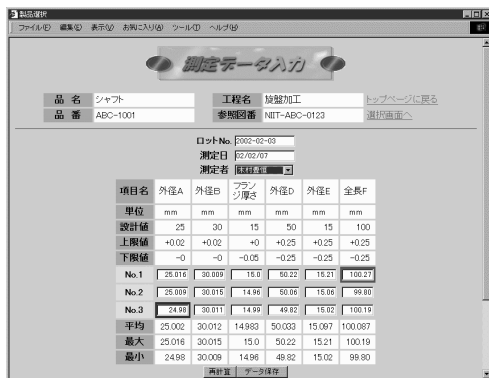 製品選択
ファイル(F) 編集(E) 表示(V) お気に入り(A) ツール(T) ヘルプ(H)
測定データ入力
品 名 シャフト 工程名 旋盤加工 トップページに戻る
品 番 ABC-1001 参照図番 NIIT-ABC-0123 選択画面へ
ロットNo. 2002-02-03
測定日 02/02/07
測定者
項目名 外径A 外径B フランジ厚さ 外径D 外径E 全長F
単位 mm mm mm mm mm mm
設計値 25 30 15 50 15 100
上限値 +0.02 +0.02 +0 +0.25 +0.25 +0.25
下限値 -0 -0 -0.05 -0.25 -0.25 -0.25
No.1 25.016 30.009 15.0 50.22 15.21 100.27
No.2 25.009 30.015 14.96 50.06 15.06 99.80
No.3 24.98 30.011 14.99 49.82 15.02 100.19
平均 25.002 30.012 14.983 50.033 15.097 100.087
最大 25.016 30.015 15.0 50.22 15.21 100.19
最小 24.98 30.009 14.96 49.82 15.02 99.80
再計算 データ保存